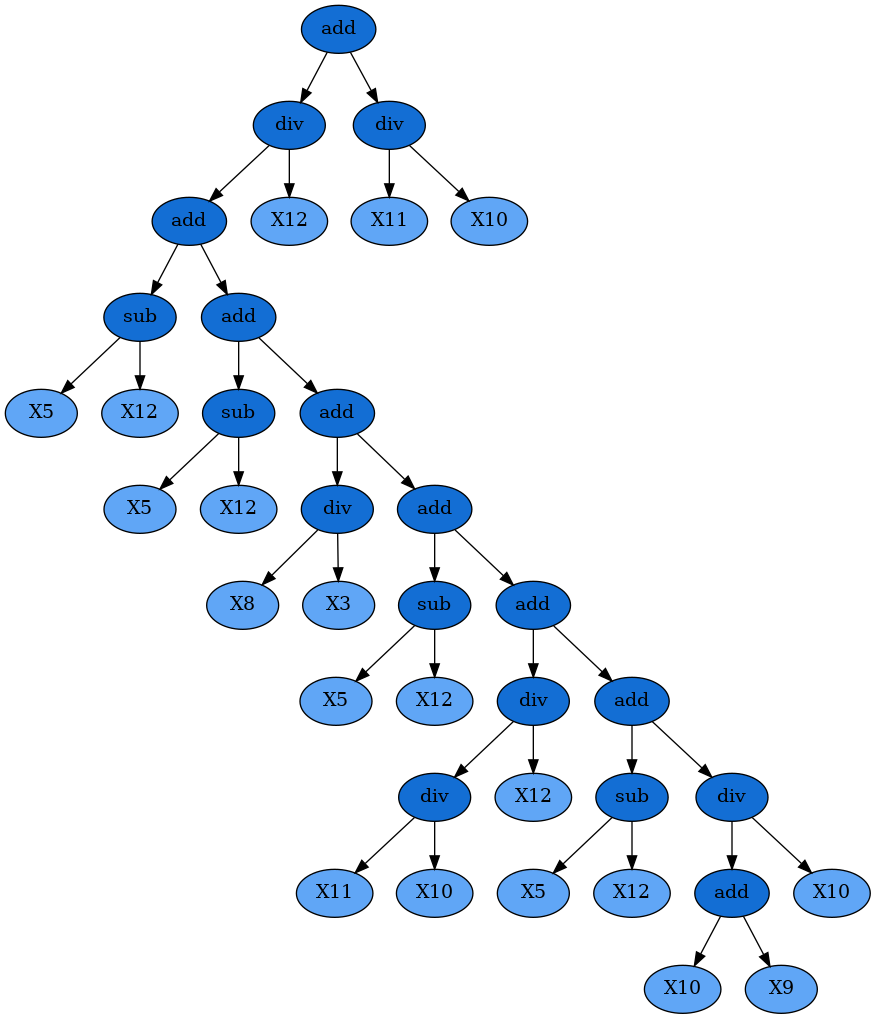 add
div div
add X12 X11 X10
sub add
X5 X12 sub add
X5 X12 div add
X8 X3 sub add
X5 X12 div add
div X12 sub div
X11 X10 X5 X12 add X10
X10 X9